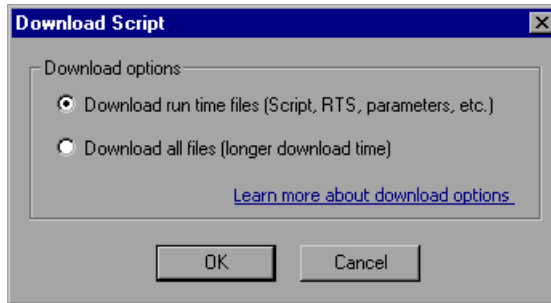 Download Script
Download options
Download run time files (Script, RTS, parameters, etc.)
Download all files (longer download time)
Learn more about download options
OK
Cancel